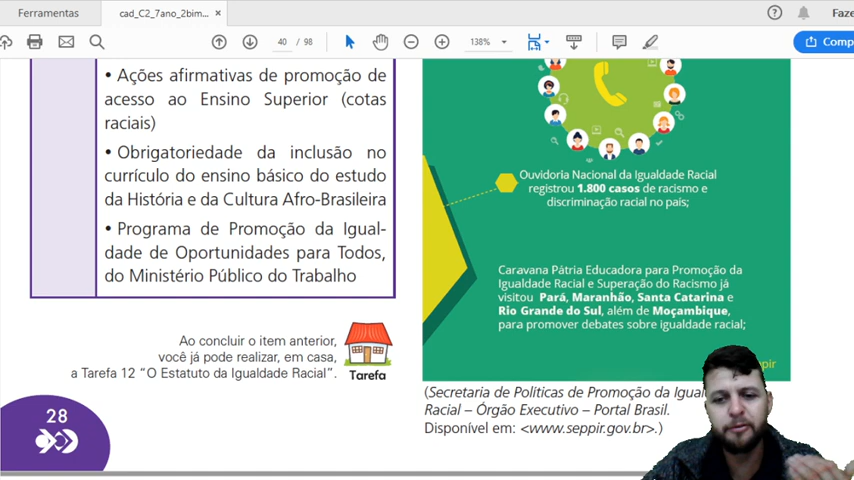 Ferramentas
cad_C2_7ano_2bim...
×
?
Faze
40 / 98
138%
Comp
• Ações afirmativas de promoção de
acesso ao Ensino Superior (cotas
raciais)
• Obrigatoriedade da inclusão no
currículo do ensino básico do estudo
da História e da Cultura Afro-Brasileira
• Programa de Promoção da Igual-
dade de Oportunidades para Todos,
do Ministério Público do Trabalho
Ao concluir o item anterior,
você já pode realizar, em casa,
a Tarefa 12 “O Estatuto da Igualdade Racial”.
Tarefa
28
Ouvidoria Nacional da Igualdade Racial
registrou 1.800 casos de racismo e
discriminação racial no país;
Caravana Pátria Educadora para Promoção da
Igualdade Racial e Superação do Racismo já
visitou Pará, Maranhão, Santa Catarina e
Rio Grande do Sul, além de Moçambique,
para promover debates sobre igualdade racial;
(Secretaria de Políticas de Promoção da Igual
Racial – Órgão Executivo – Portal Brasil.
Disponível em: <www.seppir.gov.br>.)